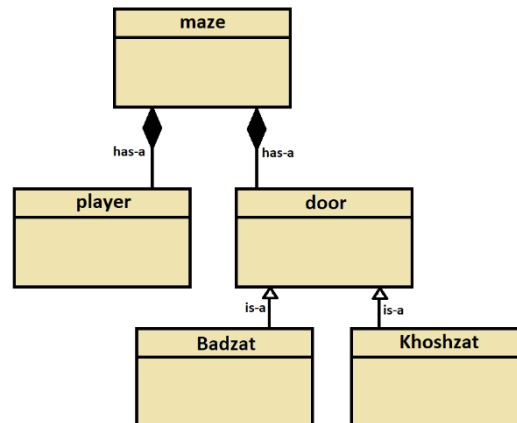 maze
has-a
has-a
player
door
is-a
is-a
Badzat
Khoshzat